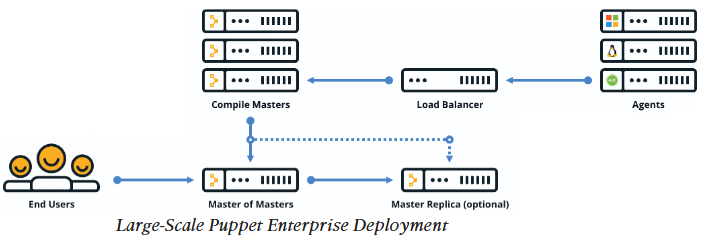 Compile Masters
Load Balancer
Agents
End Users
Master of Masters
Master Replica (optional)
Large-Scale Puppet Enterprise Deployment